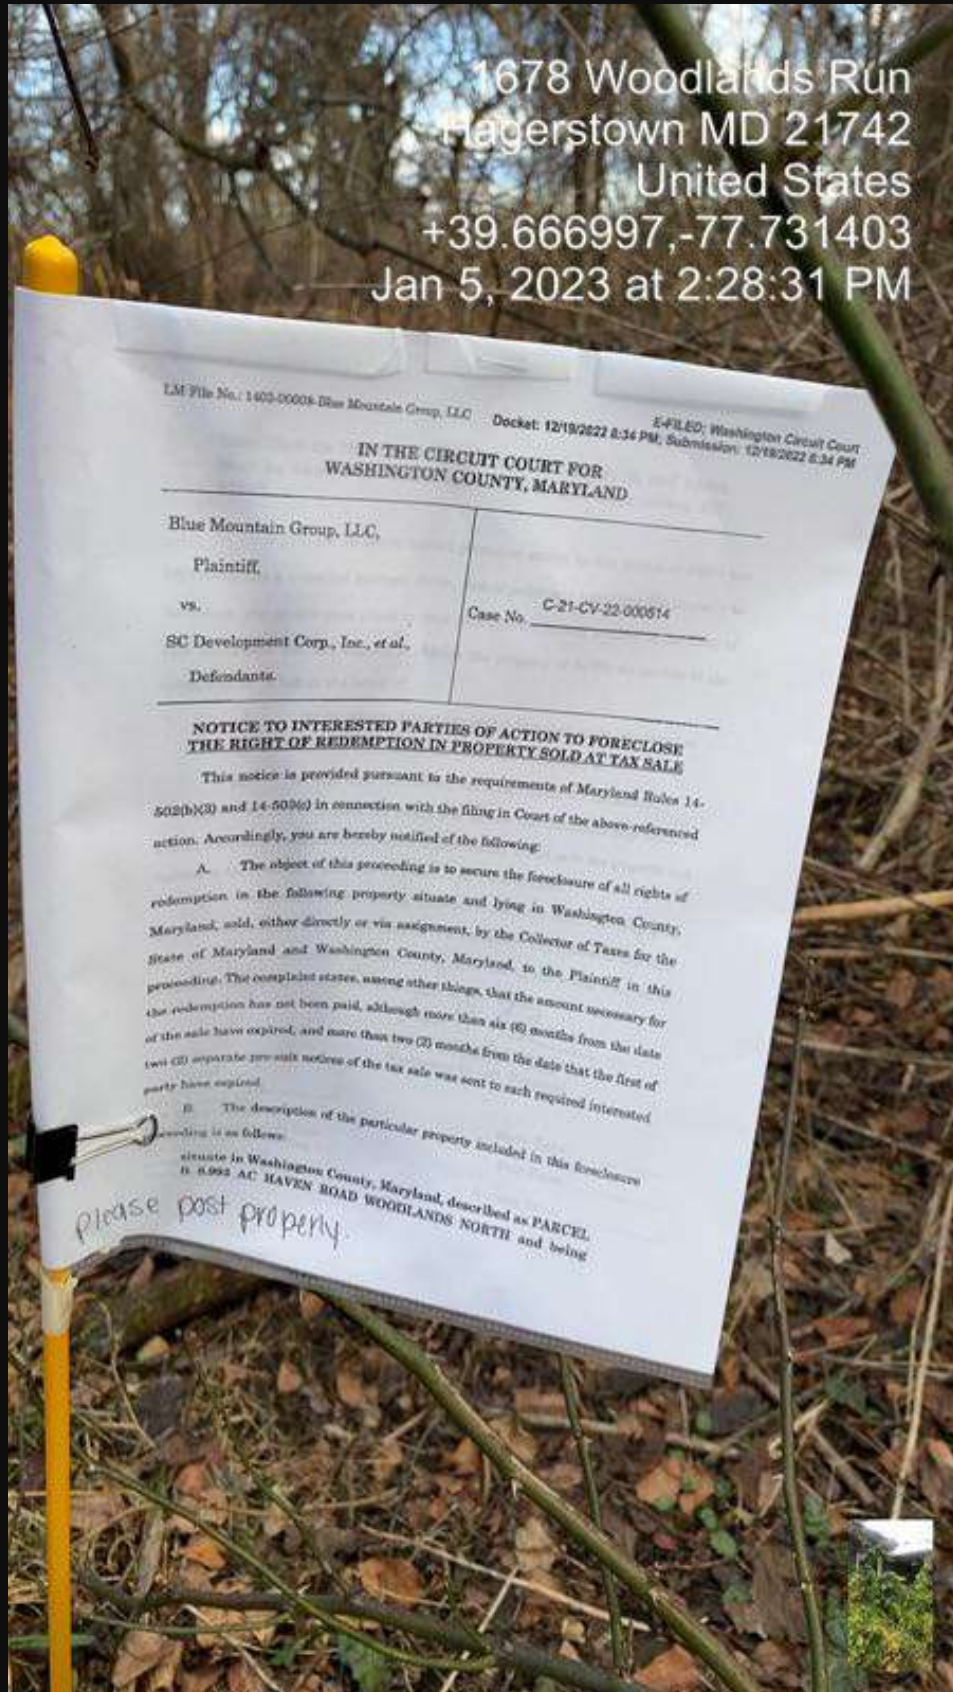 1678 Woodlands Run
Hagerstown MD 21742
United States
+39.666997,-77.731403
Jan 5, 2023 at 2:28:31 PM
LM File No.: 1402-00008-Blue Mountain Group, LLC
E-FILED; Washington Circuit Court
Docket: 12/19/2022 8:34 PM; Submission: 12/19/2022 8:34 PM
IN THE CIRCUIT COURT FOR
WASHINGTON COUNTY, MARYLAND
Blue Mountain Group, LLC,
Plaintiff,
vs.
SC Development Corp., Inc., et al.,
Defendants.
Case No. C-21-CV-22-000514
NOTICE TO INTERESTED PARTIES OF ACTION TO FORECLOSE
THE RIGHT OF REDEMPTION IN PROPERTY SOLD AT TAX SALE
This notice is provided pursuant to the requirements of Maryland Rules 14-
502(b)(3) and 14-503(c) in connection with the filing in Court of the above-referenced
action. Accordingly, you are hereby notified of the following:
A. The object of this proceeding is to secure the foreclosure of all rights of
redemption in the following property situate and lying in Washington County,
Maryland, sold, either directly or via assignment, by the Collector of Taxes for the
State of Maryland and Washington County, Maryland, to the Plaintiff in this
proceeding. The complaint states, among other things, that the amount necessary for
the redemption has not been paid, although more than six (6) months from the date
of the sale have expired, and more than two (2) months from the date that the first of
two (2) separate pre-suit notices of the tax sale was sent to each required interested
party have expired.
B. The description of the particular property included in this foreclosure
is as follows:
situate in Washington County, Maryland, described as PARCEL
B 6.992 AC HAVEN ROAD WOODLANDS NORTH and being
please post properly.